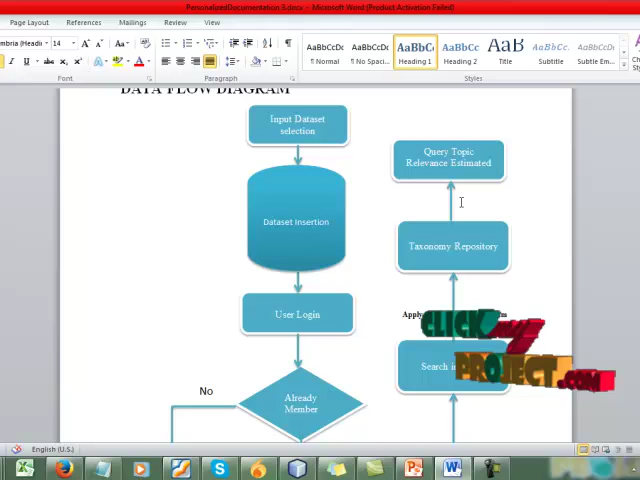 PersonalizedDocumentation 3.docx - Microsoft Word (Product Activation Failed)
Page Layout References Mailings Review View
14 Aa
Font Paragraph Styles
AaBbCcDc AaBbCcDc AaBbCc AaBbCc AaB AaBbCc. AaBbCcDc
¶ Normal ¶ No Spaci... Heading 1 Heading 2 Title Subtitle Subtle Em...
DATA FLOW DIAGRAM
Input Dataset
selection
Dataset Insertion
User Login
Already
Member
No
Query Topic
Relevance Estimated
Taxonomy Repository
Apply
Search
CLICK
MY
PROJECT
.COM
English (U.S.)